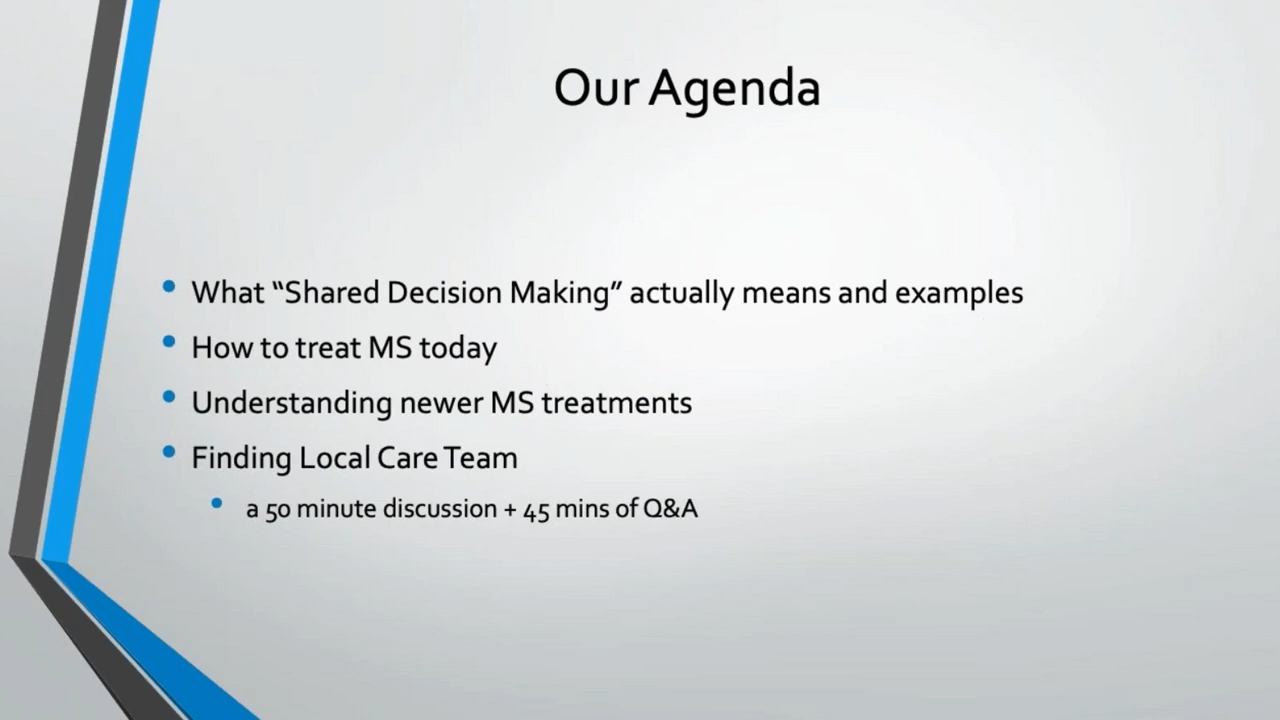 Our Agenda
• What “Shared Decision Making” actually means and examples
• How to treat MS today
• Understanding newer MS treatments
• Finding Local Care Team
• a 50 minute discussion + 45 mins of Q&A